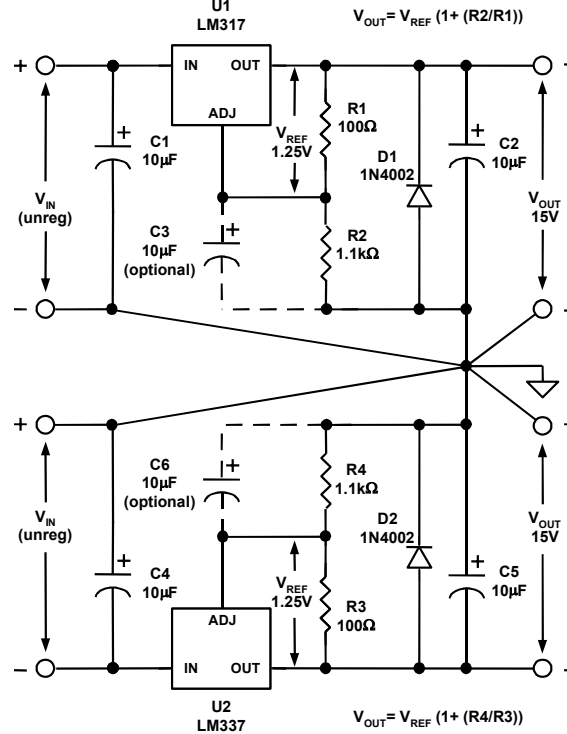 U1
LM317
V_OUT = V_REF (1+ (R2/R1))
+
IN OUT
ADJ
+
C1
10μF
V_REF
1.25V
R1
100Ω
D1
1N4002
+
C2
10μF
+
V_IN
(unreg)
C3
10μF
(optional)
+
R2
1.1kΩ
V_OUT
15V
−
−
+
C6
10μF
(optional)
+
R4
1.1kΩ
D2
1N4002
+
V_IN
(unreg)
+
C4
10μF
V_REF
1.25V
R3
100Ω
+
C5
10μF
V_OUT
15V
ADJ
−
IN OUT
−
U2
LM337
V_OUT = V_REF (1+ (R4/R3))